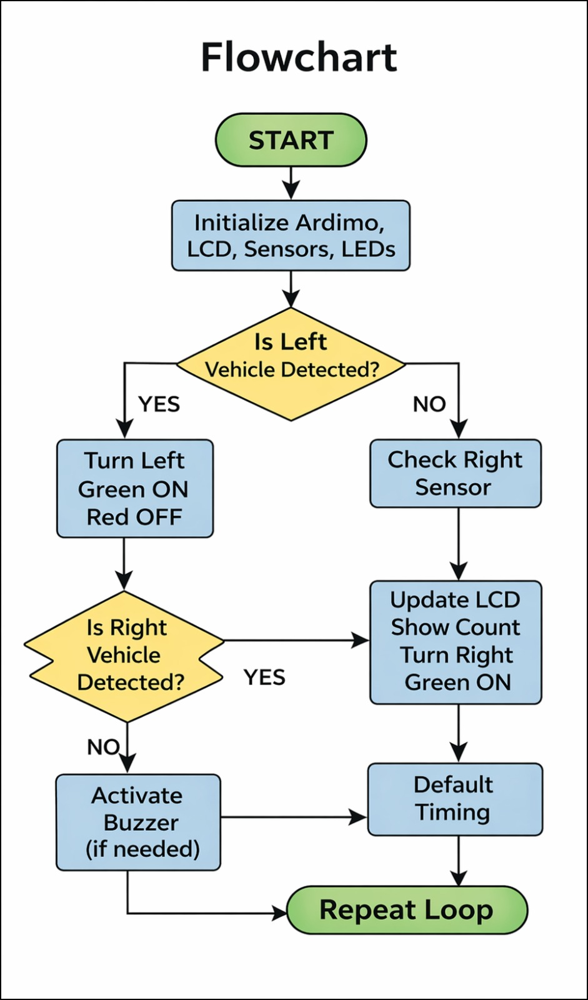 Flowchart
START
Initialize Ardimo,
LCD, Sensors, LEDs
Is Left
Vehicle Detected?
YES
NO
Turn Left
Green ON
Red OFF
Check Right
Sensor
Is Right
Vehicle
Detected?
YES
Update LCD
Show Count
Turn Right
Green ON
NO
Activate
Buzzer
(if needed)
Default
Timing
Repeat Loop